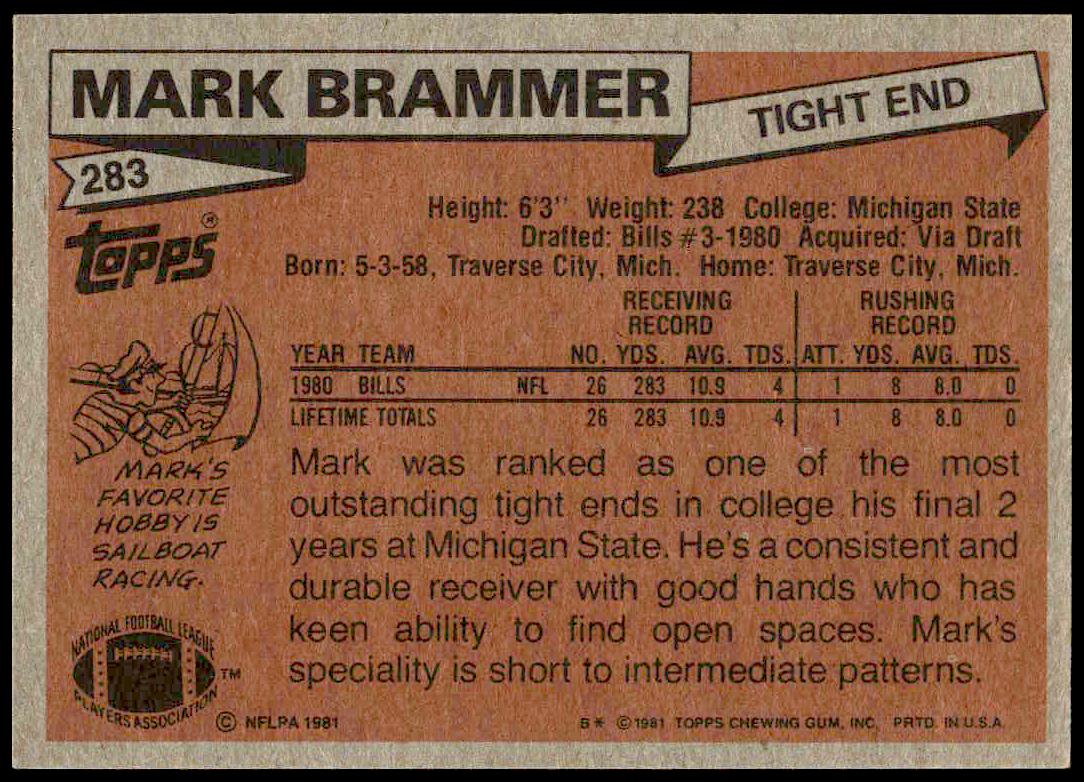 MARK BRAMMER
TIGHT END
283
TOPPS®
Height: 6'3" Weight: 238 College: Michigan State
Drafted: Bills #3-1980 Acquired: Via Draft
Born: 5-3-58, Traverse City, Mich. Home: Traverse City, Mich.
RECEIVING RECORD RUSHING RECORD
YEAR TEAM NO. YDS. AVG. TDS. ATT. YDS. AVG. TDS.
1980 BILLS NFL 26 283 10.9 4 1 8 8.0 0
LIFETIME TOTALS 26 283 10.9 4 1 8 8.0 0
MARK'S
FAVORITE
HOBBY IS
SAILBOAT
RACING.
Mark was ranked as one of the most
outstanding tight ends in college his final 2
years at Michigan State. He's a consistent and
durable receiver with good hands who has
keen ability to find open spaces. Mark's
speciality is short to intermediate patterns.
NATIONAL FOOTBALL LEAGUE
PLAYERS ASSOCIATION
TM
© NFLPA 1981
B* © 1981 TOPPS CHEWING GUM, INC. PRTD. IN U.S.A.